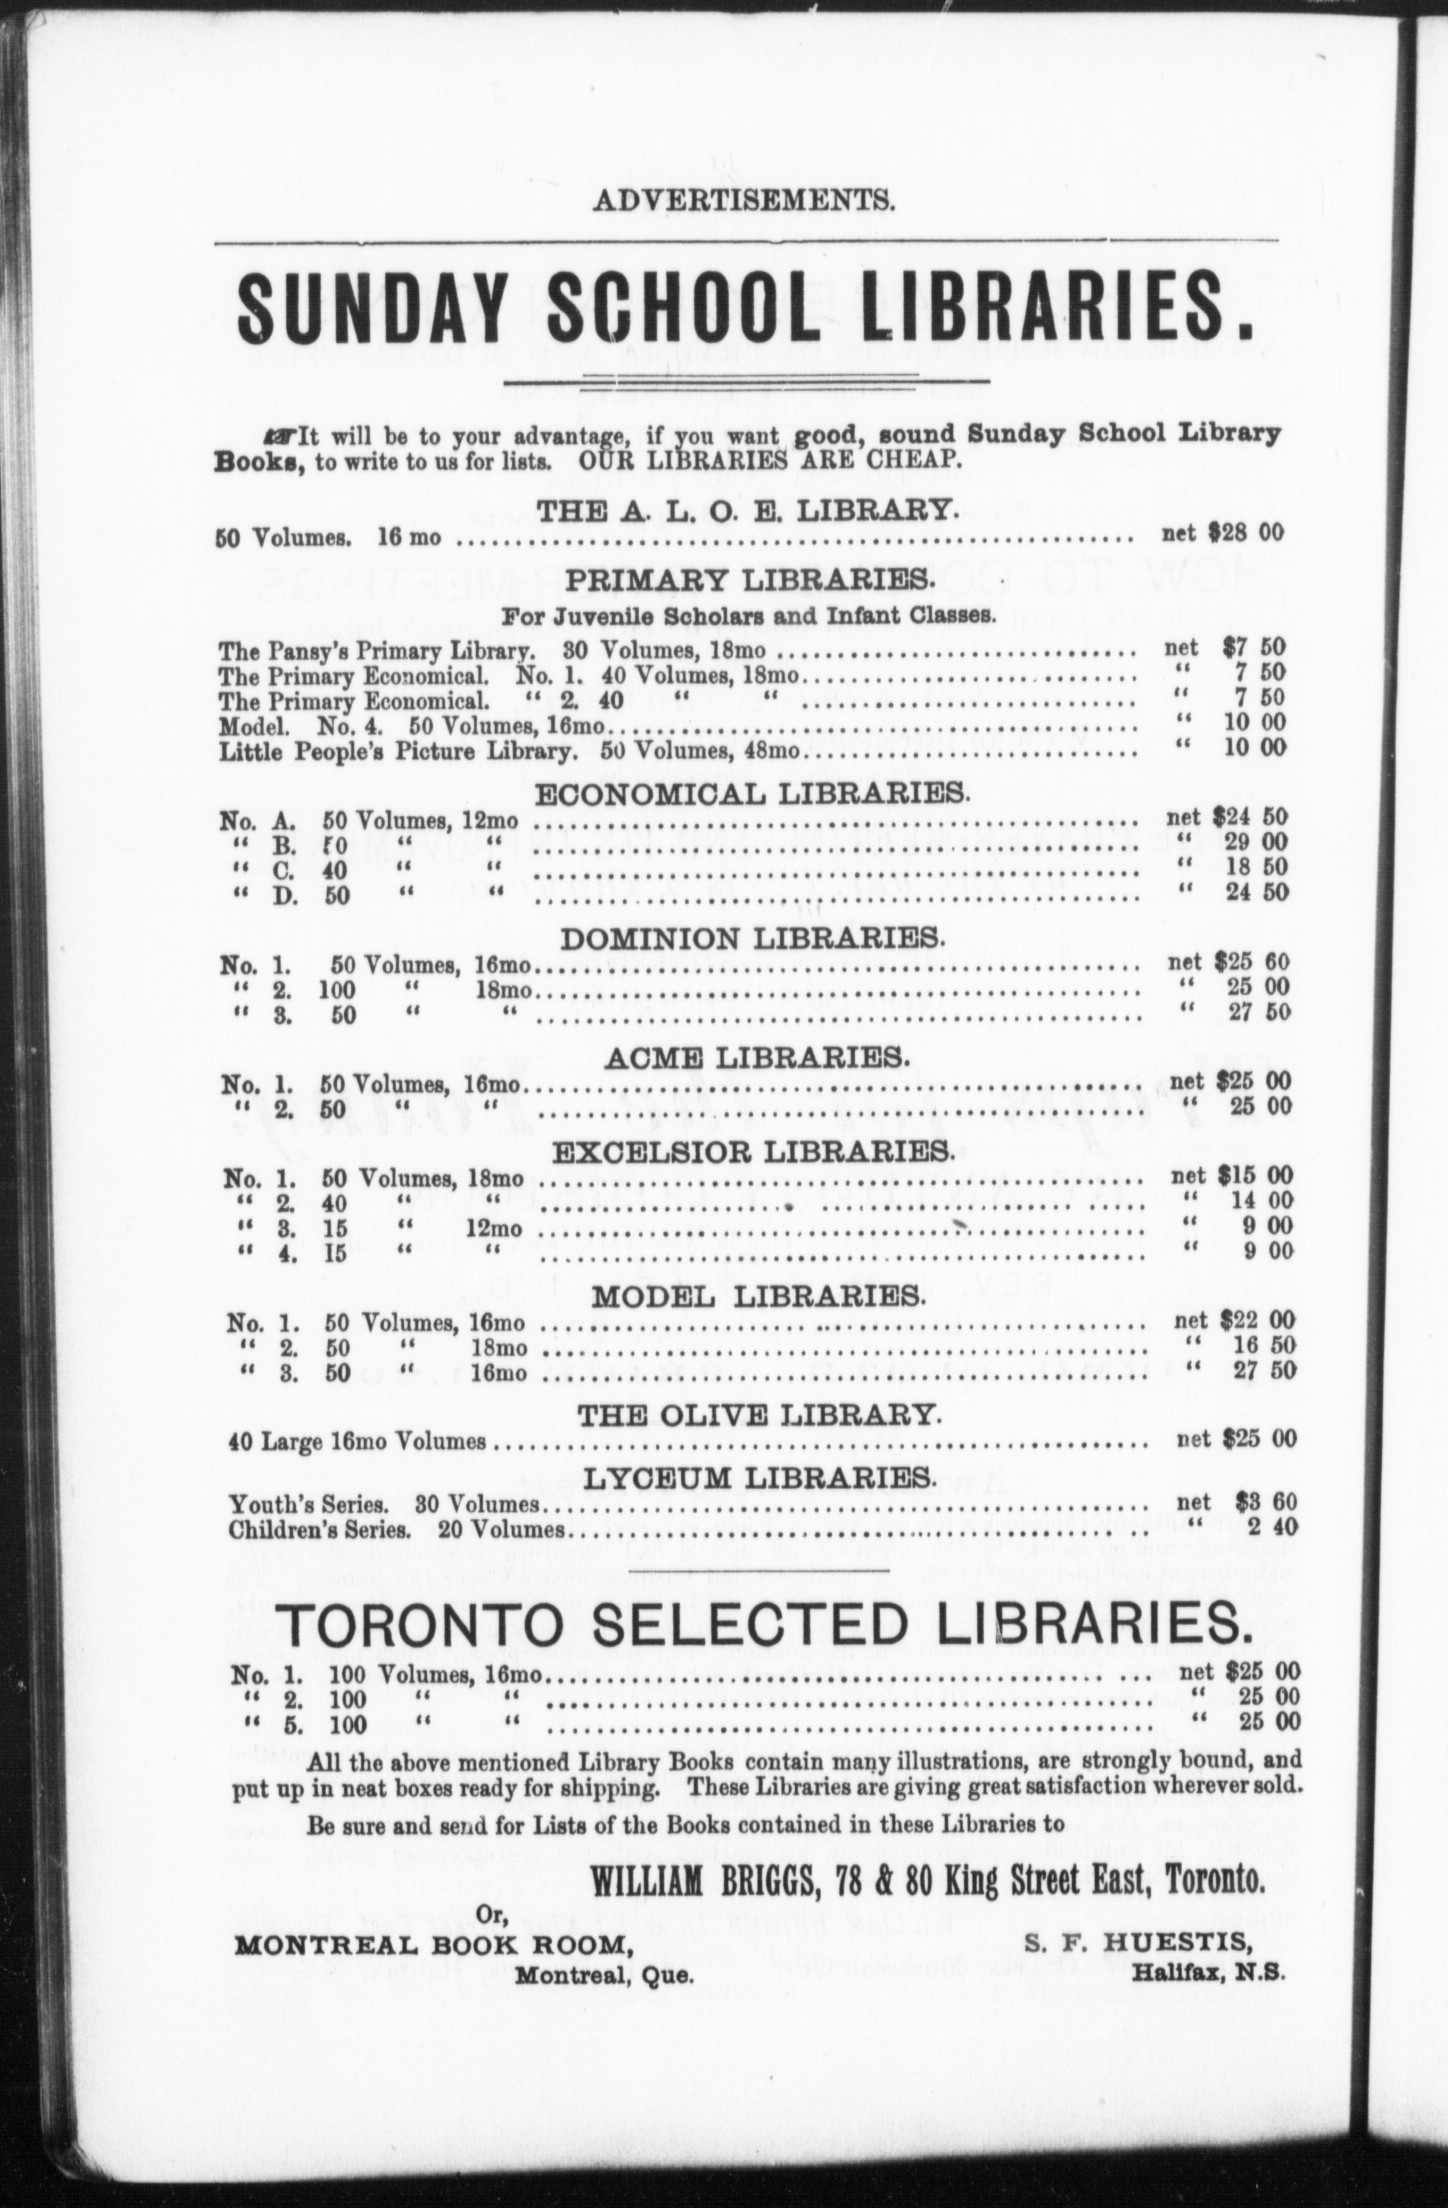 ADVERTISEMENTS.
SUNDAY SCHOOL LIBRARIES.
☞It will be to your advantage, if you want good, sound Sunday School Library
Books, to write to us for lists. OUR LIBRARIES ARE CHEAP.
THE A. L. O. E. LIBRARY.
50 Volumes. 16 mo ........ net $28 00
PRIMARY LIBRARIES.
For Juvenile Scholars and Infant Classes.
The Pansy's Primary Library. 30 Volumes, 18mo ........ net $7 50
The Primary Economical. No. 1. 40 Volumes, 18mo........ “ 7 50
The Primary Economical. “ 2. 40 “ “ ........ “ 7 50
Model. No. 4. 50 Volumes, 16mo........ “ 10 00
Little People's Picture Library. 50 Volumes, 48mo........ “ 10 00
ECONOMICAL LIBRARIES.
No. A. 50 Volumes, 12mo ........ net $24 50
“ B. 50 “ “ ........ “ 29 00
“ C. 40 “ “ ........ “ 18 50
“ D. 50 “ “ ........ “ 24 50
DOMINION LIBRARIES.
No. 1. 50 Volumes, 16mo........ net $25 60
“ 2. 100 “ 18mo........ “ 25 00
“ 3. 50 “ “ ........ “ 27 50
ACME LIBRARIES.
No. 1. 50 Volumes, 16mo........ net $25 00
“ 2. 50 “ “ ........ “ 25 00
EXCELSIOR LIBRARIES.
No. 1. 50 Volumes, 18mo ........ net $15 00
“ 2. 40 “ “ ........ “ 14 00
“ 3. 15 “ 12mo ........ “ 9 00
“ 4. 15 “ “ ........ “ 9 00
MODEL LIBRARIES.
No. 1. 50 Volumes, 16mo ........ net $22 00
“ 2. 50 “ 18mo ........ “ 16 50
“ 3. 50 “ 16mo ........ “ 27 50
THE OLIVE LIBRARY.
40 Large 16mo Volumes ........ net $25 00
LYCEUM LIBRARIES.
Youth's Series. 30 Volumes........ net $3 60
Children's Series. 20 Volumes........ “ 2 40
TORONTO SELECTED LIBRARIES.
No. 1. 100 Volumes, 16mo........ net $25 00
“ 2. 100 “ “ ........ “ 25 00
“ 5. 100 “ “ ........ “ 25 00
All the above mentioned Library Books contain many illustrations, are strongly bound, and
put up in neat boxes ready for shipping. These Libraries are giving great satisfaction wherever sold.
Be sure and send for Lists of the Books contained in these Libraries to
WILLIAM BRIGGS, 78 & 80 King Street East, Toronto.
Or,
MONTREAL BOOK ROOM,
Montreal, Que.
S. F. HUESTIS,
Halifax, N.S.